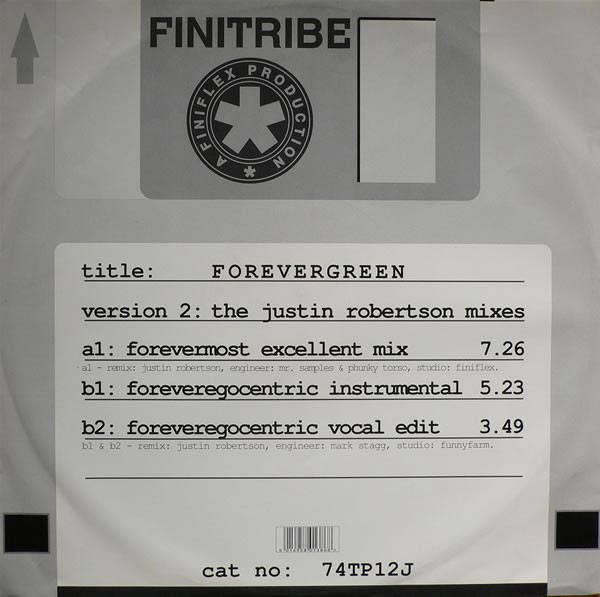 FINITRIBE
A FINIFLEX PRODUCTION
title: FOREVERGREEN
version 2: the justin robertson mixes
a1: forevermost excellent mix 7.26
a1 - remix: justin robertson, engineer: mr. samples & phunky torso, studio: finiflex.
b1: foreveregocentric instrumental 5.23
b2: foreveregocentric vocal edit 3.49
b1 & b2 - remix: justin robertson, engineer: mark stagg, studio: funnyfarm.
cat no: 74TP12J